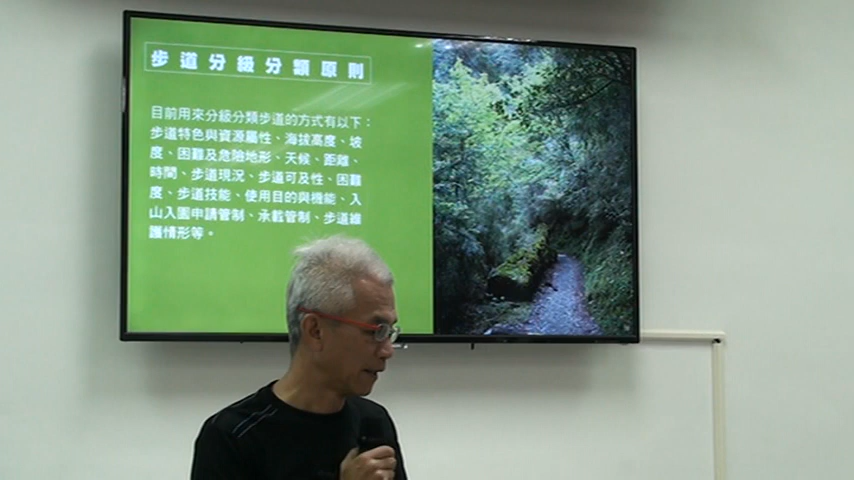 步道分級分類原則
目前用來分級分類步道的方式有以下：
步道特色與資源屬性、海拔高度、坡
度、困難及危險地形、天候、距離、
時間、步道現況、步道可及性、困難
度、步道技能、使用目的與機能、入
山入園申請管制、承載管制、步道維
護情形等。